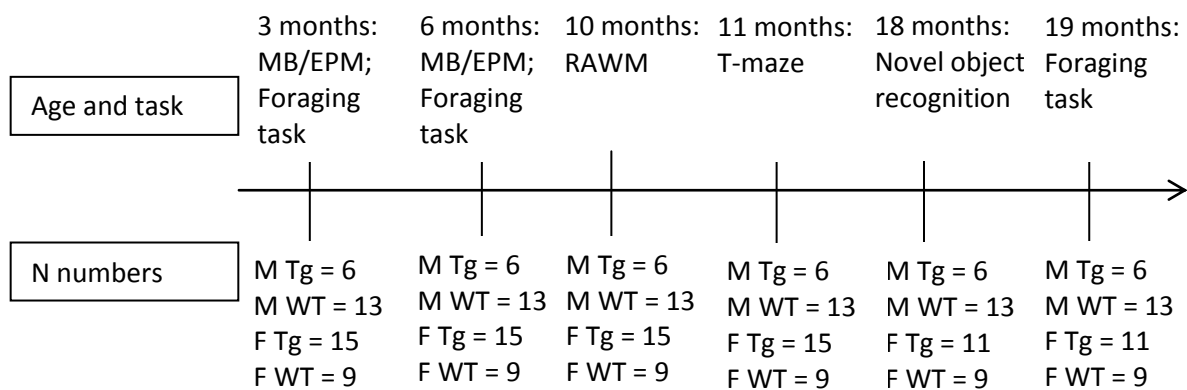 3 months:
MB/EPM;
Foraging
task
6 months:
MB/EPM;
Foraging
task
10 months:
RAWM
11 months:
T-maze
18 months:
Novel object
recognition
19 months:
Foraging
task
Age and task
N numbers
M Tg = 6
M WT = 13
F Tg = 15
F WT = 9
M Tg = 6
M WT = 13
F Tg = 15
F WT = 9
M Tg = 6
M WT = 13
F Tg = 15
F WT = 9
M Tg = 6
M WT = 13
F Tg = 15
F WT = 9
M Tg = 6
M WT = 13
F Tg = 11
F WT = 9
M Tg = 6
M WT = 13
F Tg = 11
F WT = 9